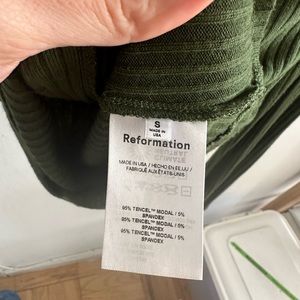 S
MADE IN
USA
Reformation
MADE IN USA / HECHO EN EE.UU /
FABRIQUÉ AUX ÉTATS-UNIS
95% TENCEL™ MODAL / 5%
SPANDEX
95% TENCEL™ MODAL / 5%
SPANDEX
95% TENCEL™ MODAL / 5%
SPANDEX